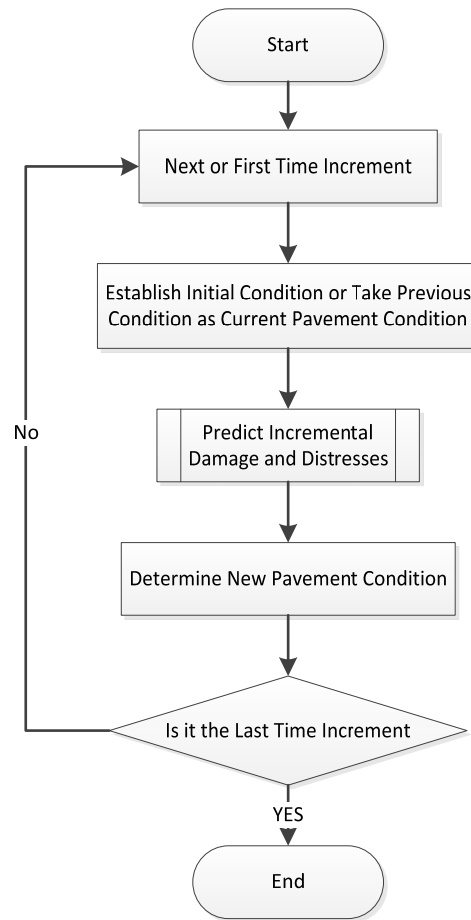 Start
Next or First Time Increment
Establish Initial Condition or Take Previous
Condition as Current Pavement Condition
Predict Incremental
Damage and Distresses
Determine New Pavement Condition
Is it the Last Time Increment
No
YES
End